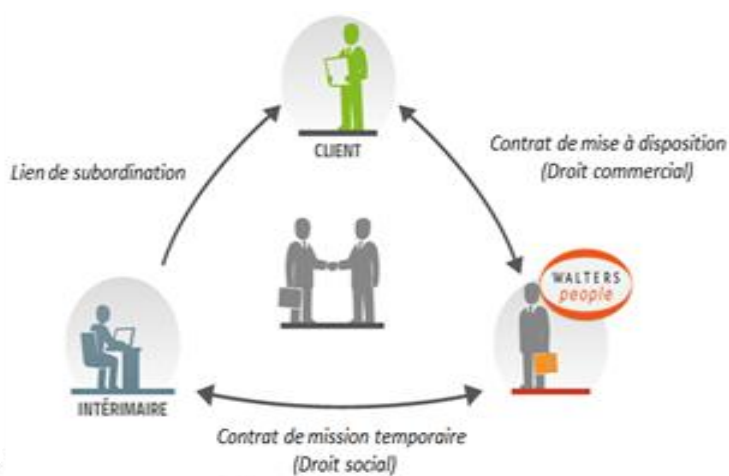 CLIENT
Lien de subordination
Contrat de mise à disposition
(Droit commercial)
WALTERS
people
INTÉRIMAIRE
Contrat de mission temporaire
(Droit social)